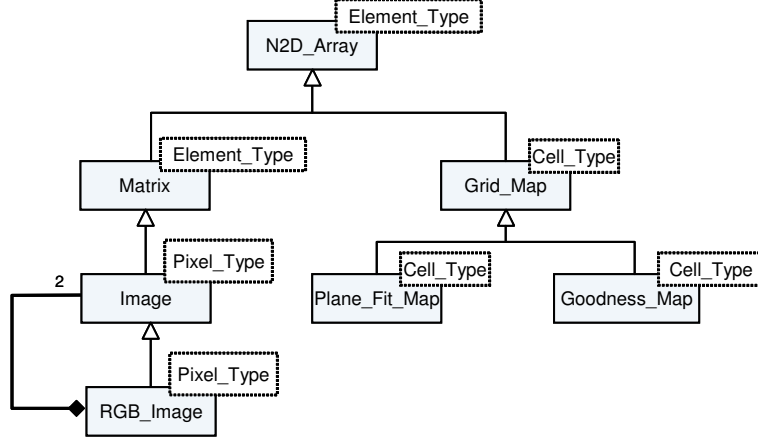 Element_Type
N2D_Array
Element_Type
Matrix
Cell_Type
Grid_Map
Pixel_Type
2
Image
Cell_Type
Plane_Fit_Map
Cell_Type
Goodness_Map
Pixel_Type
RGB_Image